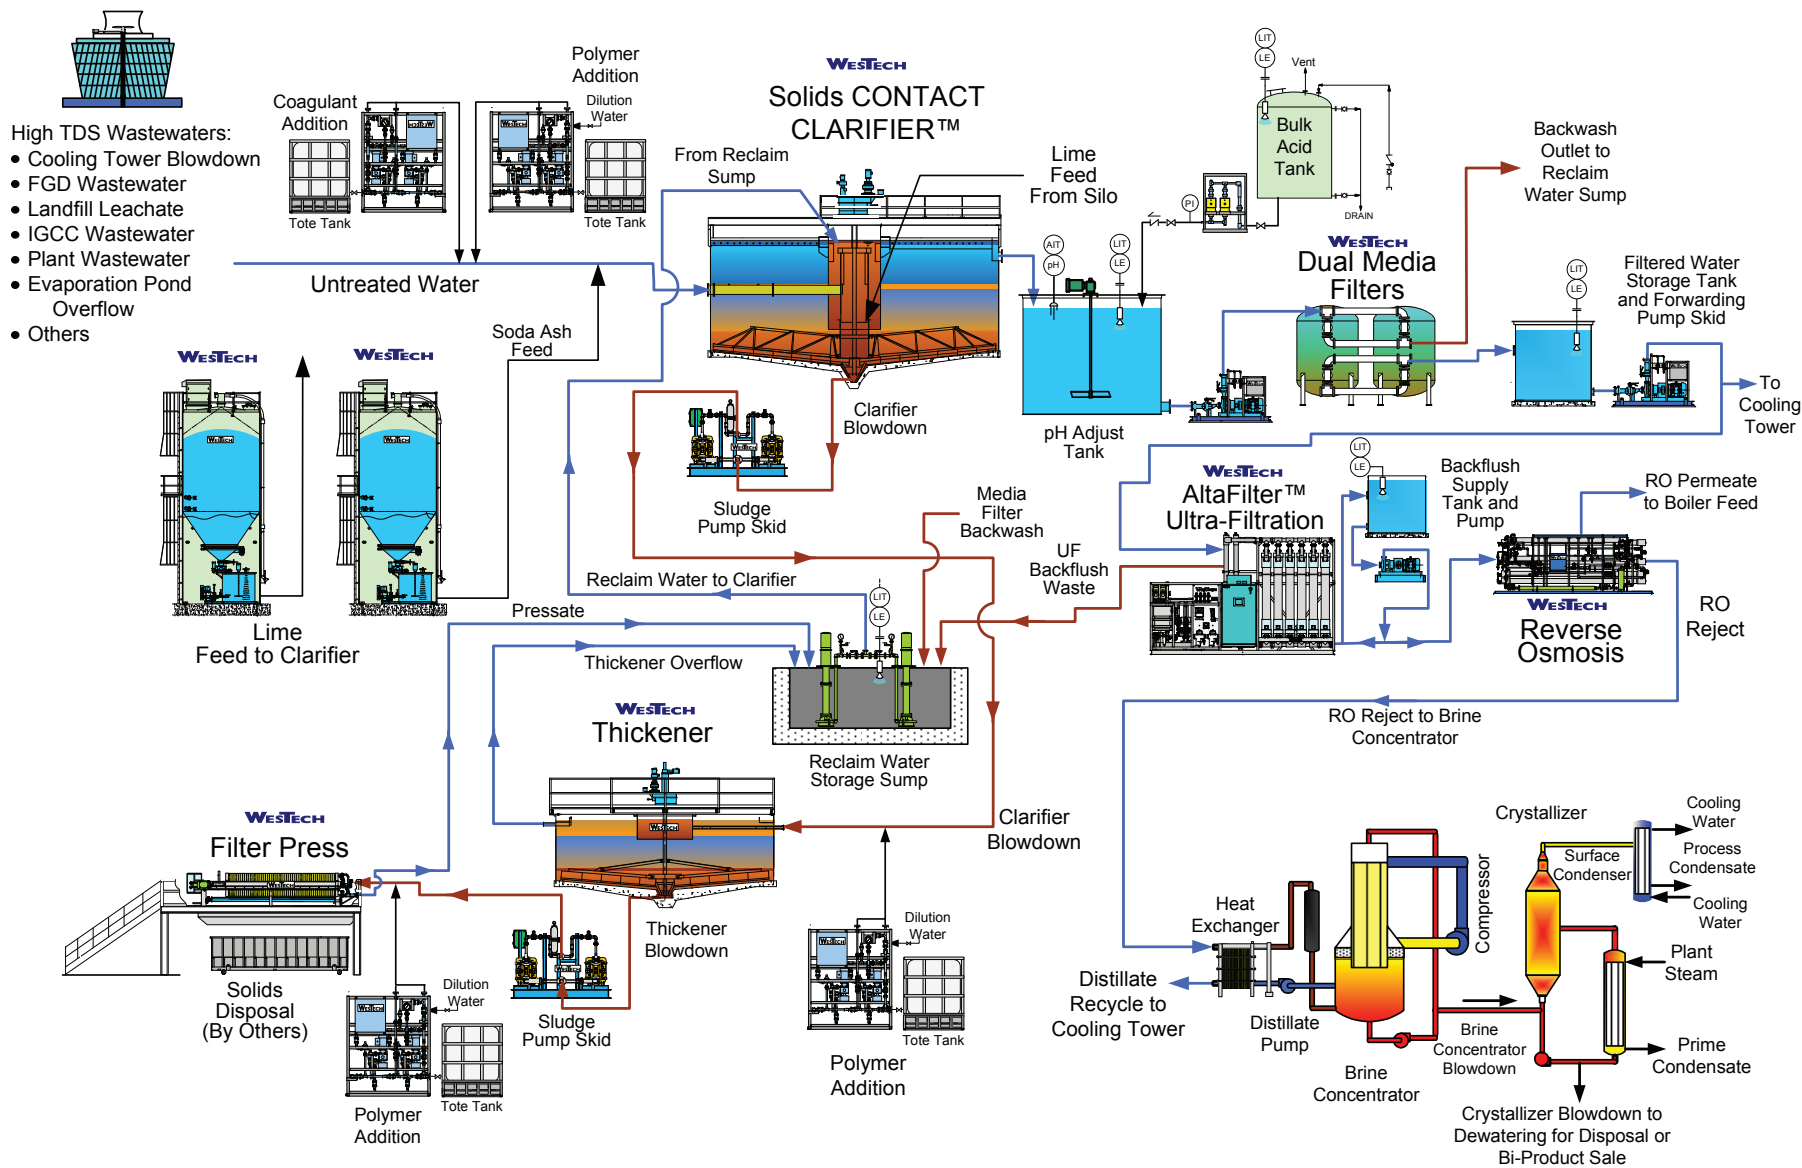 High TDS Wastewaters:
• Cooling Tower Blowdown
• FGD Wastewater
• Landfill Leachate
• IGCC Wastewater
• Plant Wastewater
• Evaporation Pond
Overflow
• Others
Coagulant
Addition
Tote Tank
Polymer
Addition
Dilution
Water
Tote Tank
Untreated Water
Soda Ash
Feed
WESTECH
WESTECH
WESTECH
WESTECH
Lime
Feed to Clarifier
WESTECH
Solids CONTACT
CLARIFIER™
From Reclaim
Sump
Lime
Feed
From Silo
Clarifier
Blowdown
WESTECH
Sludge
Pump Skid
LIT
LE
Vent
Bulk
Acid
Tank
DRAIN
PI
AIT
pH
LIT
LE
pH Adjust
Tank
Backwash
Outlet to
Reclaim
Water Sump
WESTECH
Dual Media
Filters
LIT
LE
Filtered Water
Storage Tank
and Forwarding
Pump Skid
To
Cooling
Tower
WESTECH
AltaFilter™
Ultra-Filtration
LIT
LE
Backflush
Supply
Tank and
Pump
RO Permeate
to Boiler Feed
WESTECH
Reverse
Osmosis
RO
Reject
Media
Filter
Backwash
UF
Backflush
Waste
Reclaim Water to Clarifier
Pressate
Thickener Overflow
LIT
LE
Reclaim Water
Storage Sump
RO Reject to Brine
Concentrator
WESTECH
Thickener
WESTECH
Clarifier
Blowdown
Thickener
Blowdown
WESTECH
Filter Press
WESTECH
Solids
Disposal
(By Others)
Dilution
Water
WESTECH
Tote Tank
Polymer
Addition
WESTECH
Sludge
Pump Skid
Dilution
Water
WESTECH
Tote Tank
Polymer
Addition
Heat
Exchanger
Distillate
Recycle to
Cooling Tower
Distillate
Pump
Brine
Concentrator
Compressor
Brine
Concentrator
Blowdown
Crystallizer
Surface
Condenser
Cooling
Water
Process
Condensate
Cooling
Water
Plant
Steam
Prime
Condensate
Crystallizer Blowdown to
Dewatering for Disposal or
Bi-Product Sale